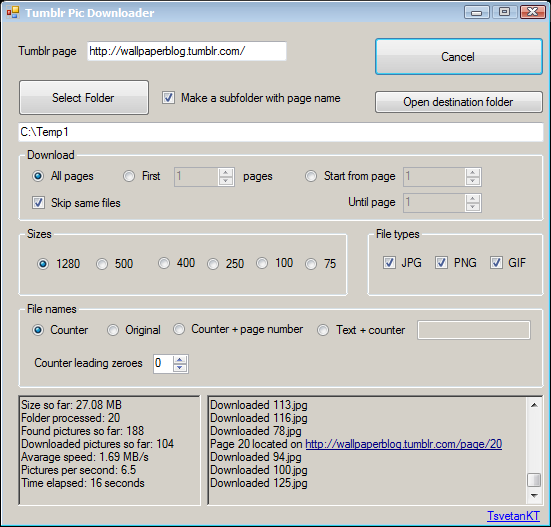 Tumblr Pic Downloader
Tumblr page http://wallpaperblog.tumblr.com/ Cancel
Select Folder Make a subfolder with page name Open destination folder
C:\Temp1
Download
All pages First 1 pages Start from page 1
Skip same files Until page 1
Sizes File types
1280 500 400 250 100 75 JPG PNG GIF
File names
Counter Original Counter + page number Text + counter
Counter leading zeroes 0
Size so far: 27.08 MB
Folder processed: 20
Found pictures so far: 188
Downloaded pictures so far: 104
Avarage speed: 1.69 MB/s
Pictures per second: 6.5
Time elapsed: 16 seconds
Downloaded 113.jpg
Downloaded 116.jpg
Downloaded 78.jpg
Page 20 located on http://wallpaperblog.tumblr.com/page/20
Downloaded 94.jpg
Downloaded 100.jpg
Downloaded 125.jpg
TsvetanKT